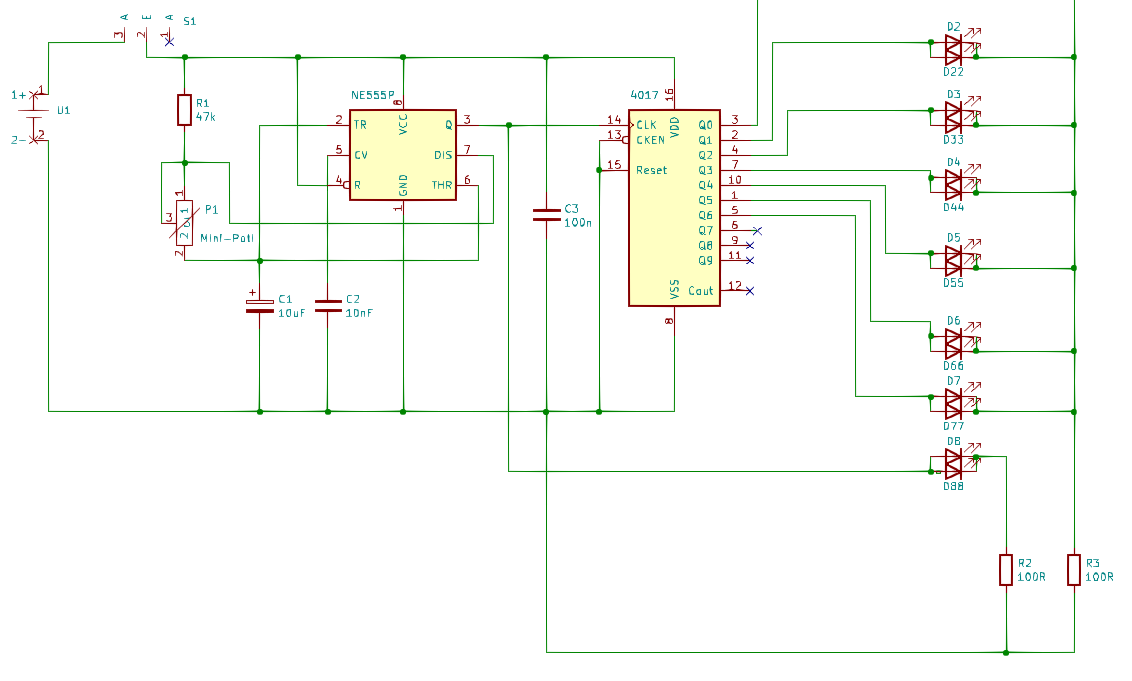 A E A S1
3 2 1
D2
D22
1+ 1
U1
2- 2
R1
47k
NE555P
8
2 TR VCC Q 3
5 CV DIS 7
4 R THR 6
GND
1
1
3 P1
Mini-Poti
2
+
C1
10uF
C2
10nF
C3
100n
4017
16
14 CLK VDD Q0 3
13 CKEN Q1 2
Q2 4
15 Reset Q3 7
Q4 10
Q5 1
Q6 5
Q7 6
Q8 9
Q9 11
VSS Cout 12
8
D3
D33
D4
D44
D5
D55
D6
D66
D7
D77
D8
D88
R2
100R
R3
100R